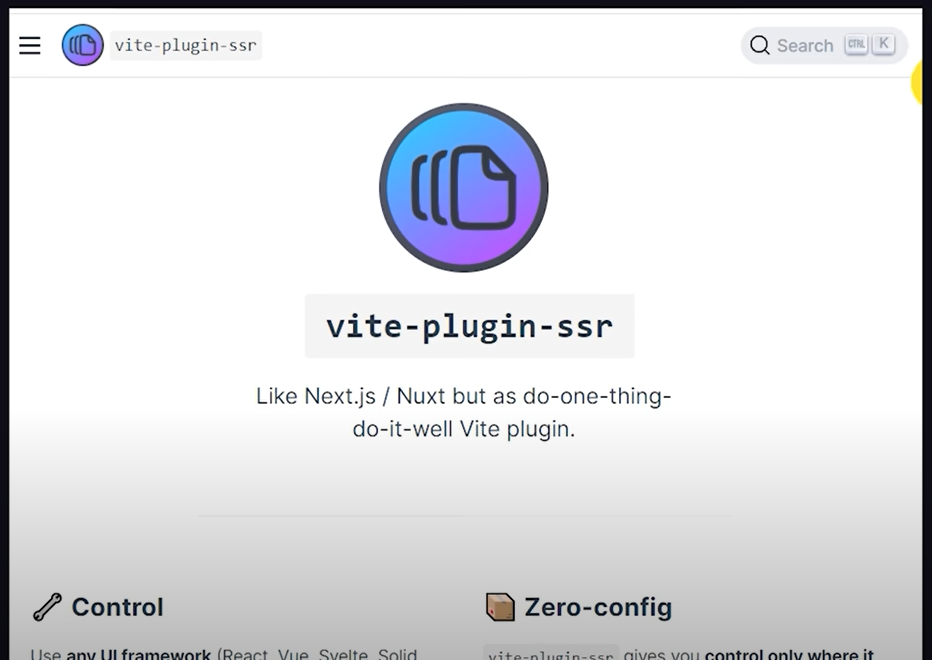 vite-plugin-ssr
Search CTRL K
vite-plugin-ssr
Like Next.js / Nuxt but as do-one-thing-
do-it-well Vite plugin.
Control
Zero-config
Use any UI framework (React, Vue, Svelte, Solid,
vite-plugin-ssr gives you control only where it